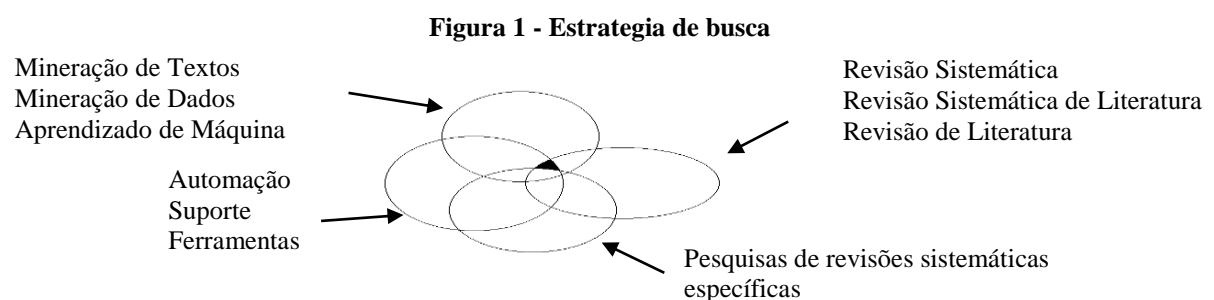 Figura 1 - Estrategia de busca
Mineração de Textos
Mineração de Dados
Aprendizado de Máquina
Revisão Sistemática
Revisão Sistemática de Literatura
Revisão de Literatura
Automação
Suporte
Ferramentas
Pesquisas de revisões sistemáticas
específicas